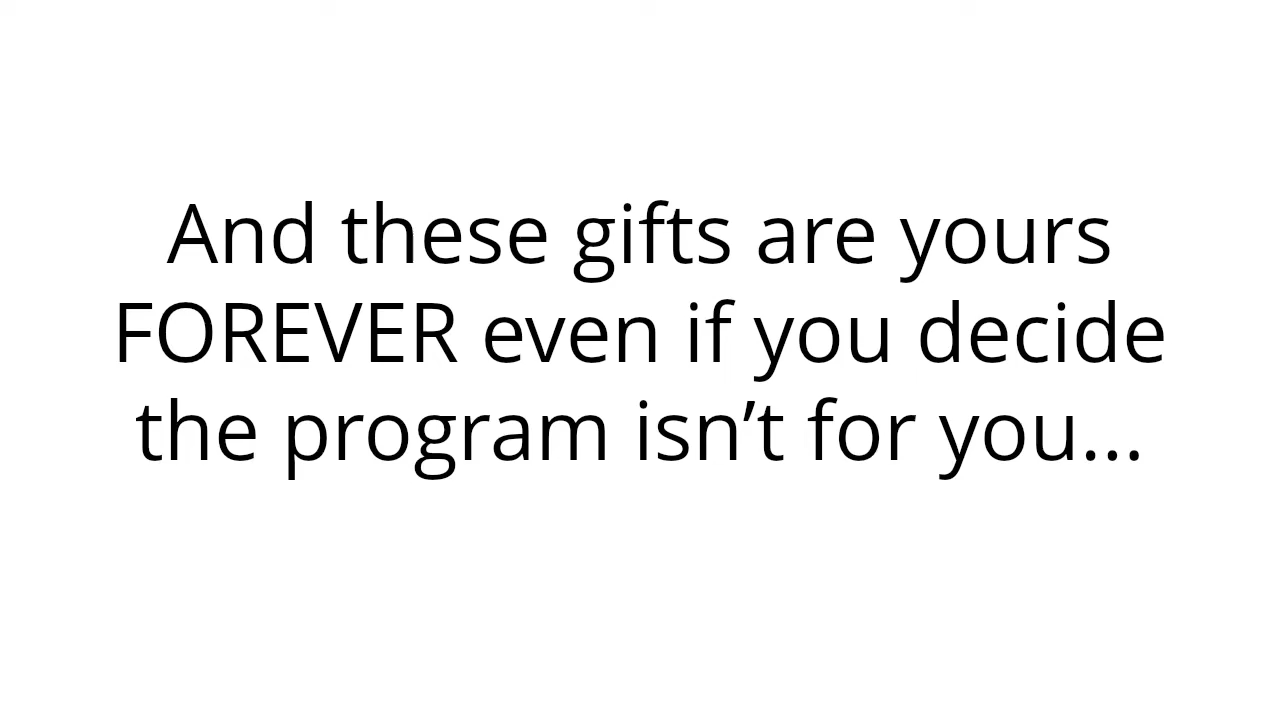 And these gifts are yours
FOREVER even if you decide
the program isn’t for you...